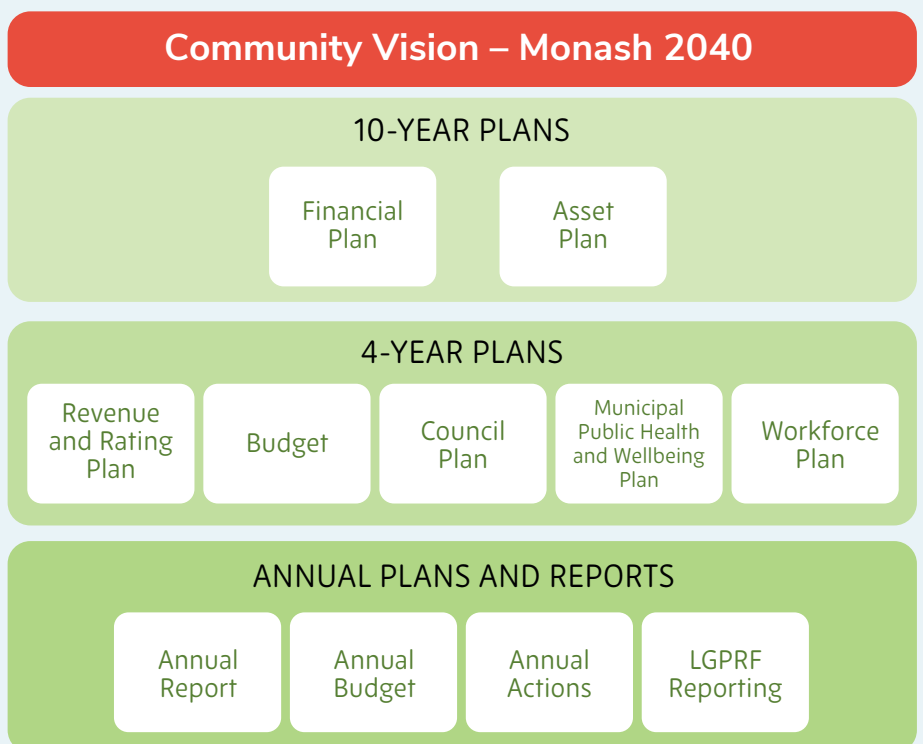 Community Vision – Monash 2040
10-YEAR PLANS
Financial
Plan
Asset
Plan
4-YEAR PLANS
Revenue
and Rating
Plan
Budget
Council
Plan
Municipal
Public Health
and Wellbeing
Plan
Workforce
Plan
ANNUAL PLANS AND REPORTS
Annual
Report
Annual
Budget
Annual
Actions
LGPRF
Reporting